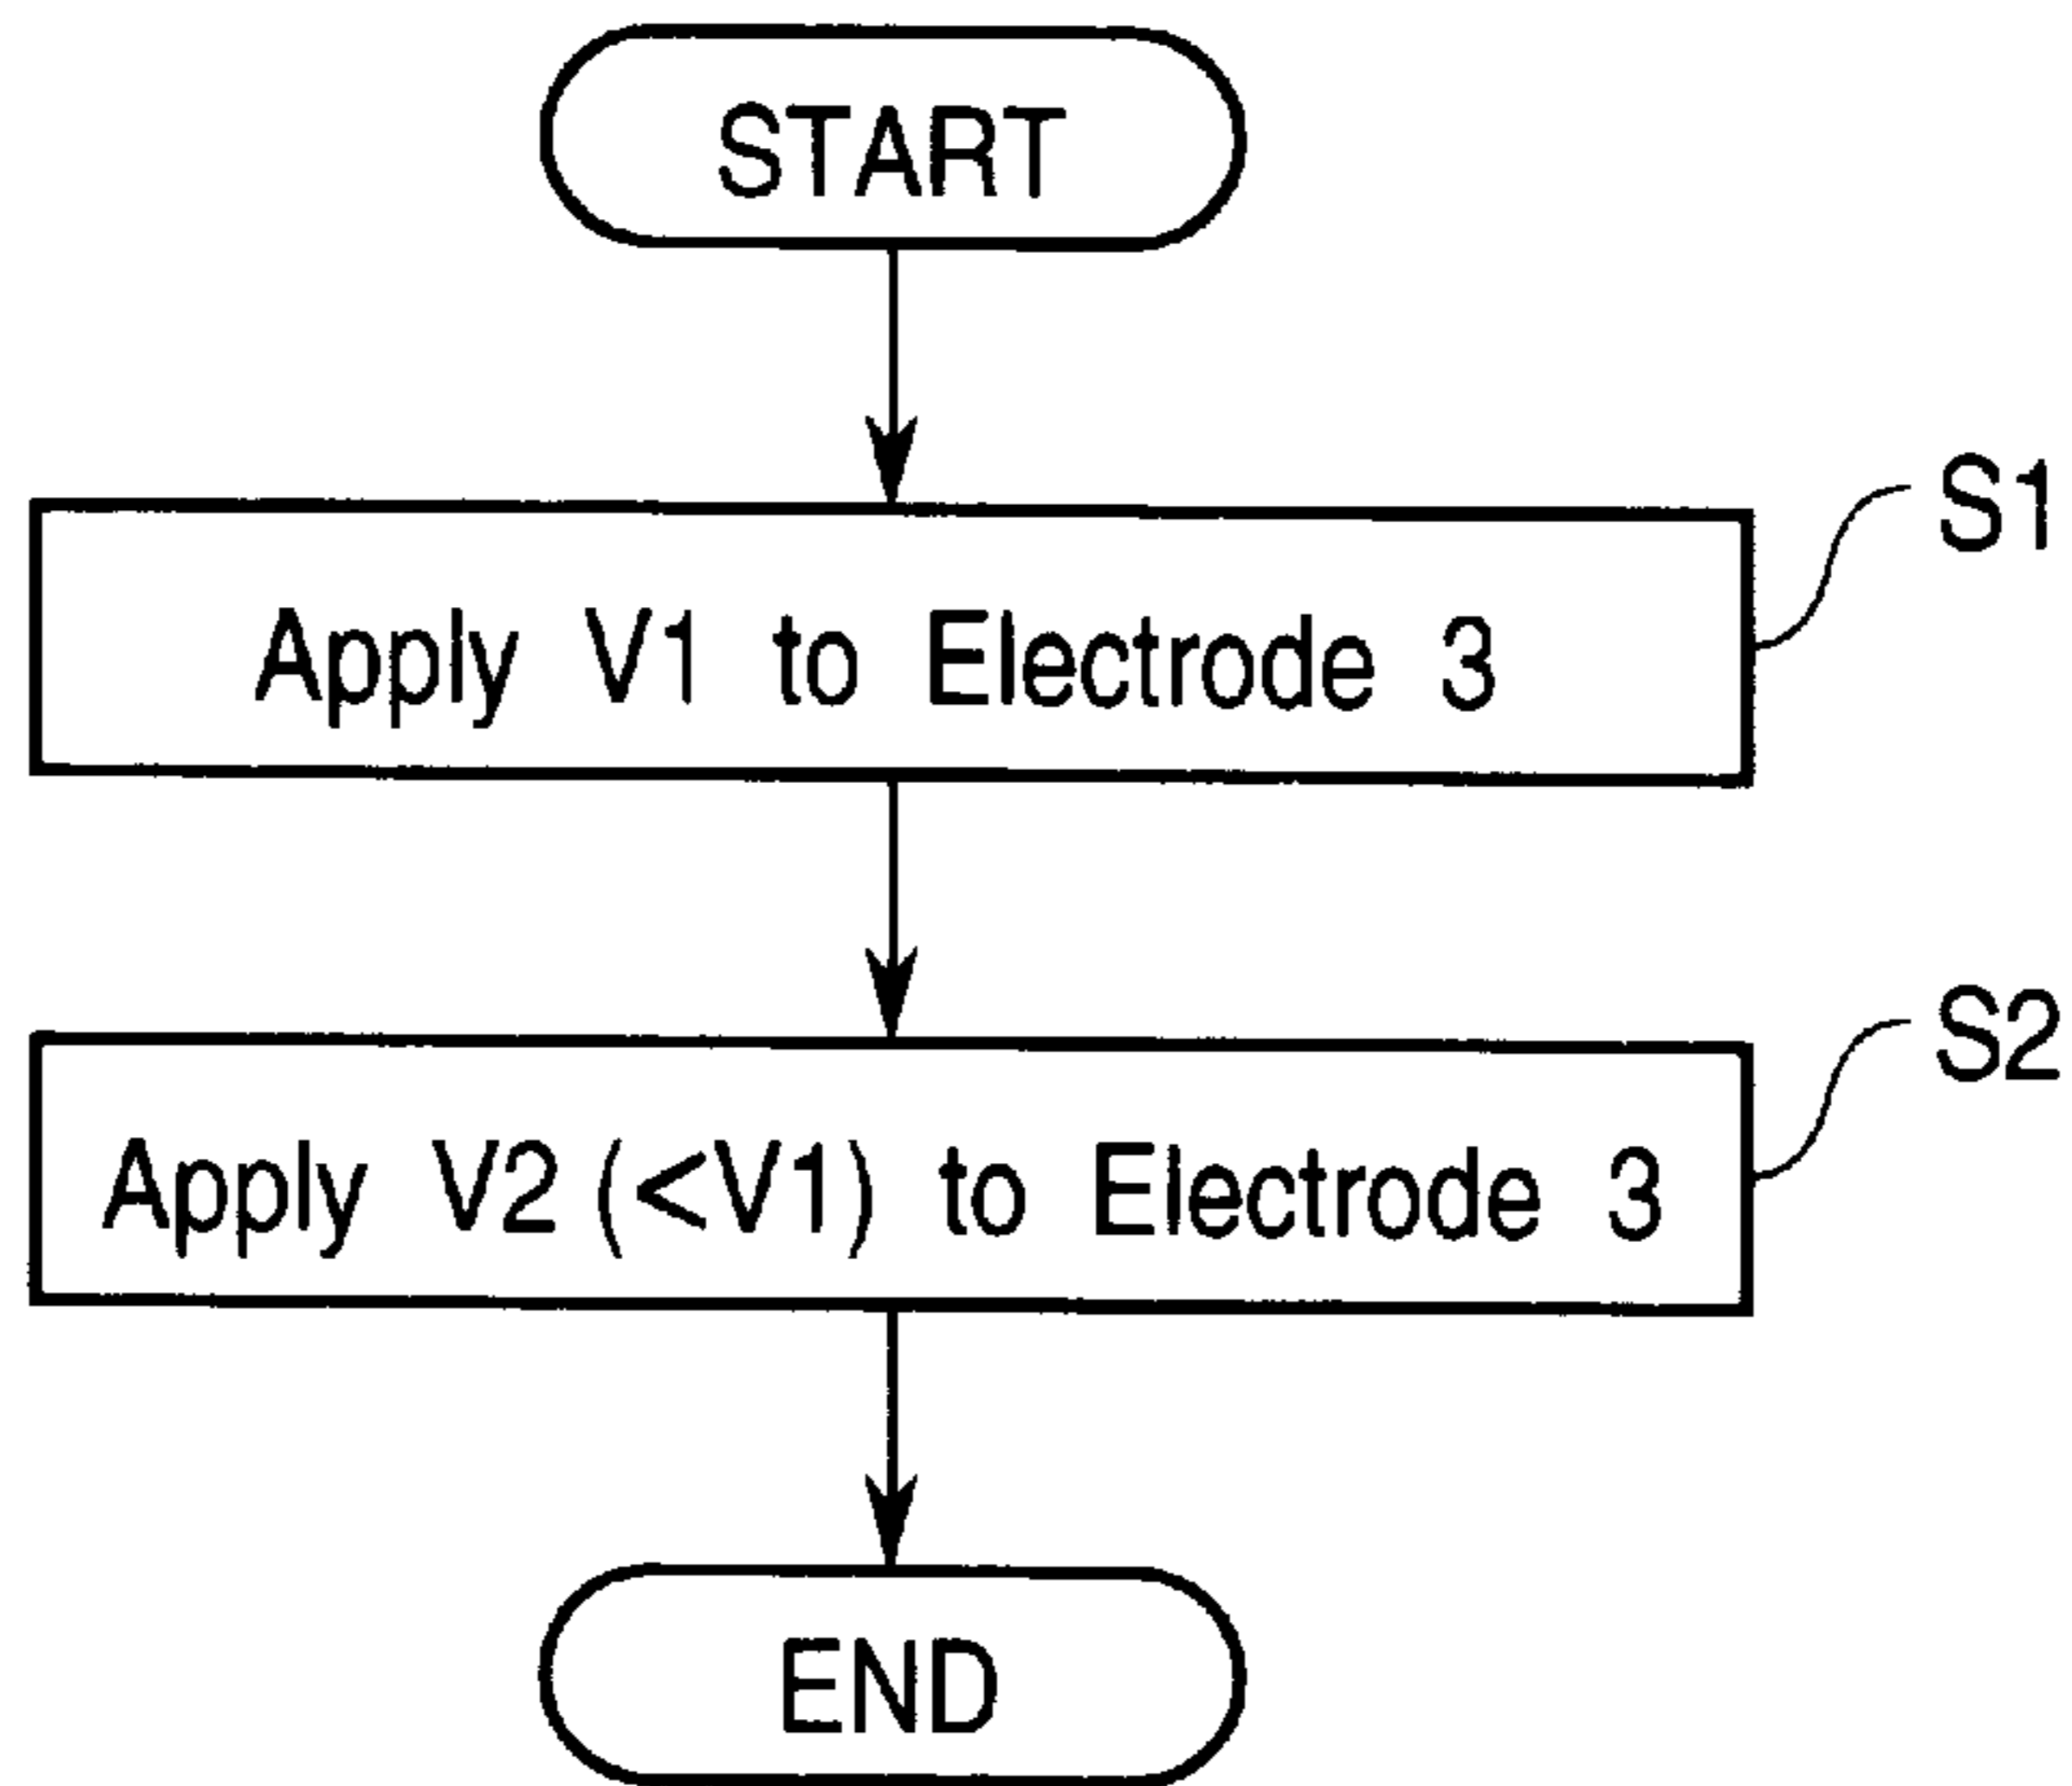 START
S1
Apply V1 to Electrode 3
S2
Apply V2 (<V1) to Electrode 3
END